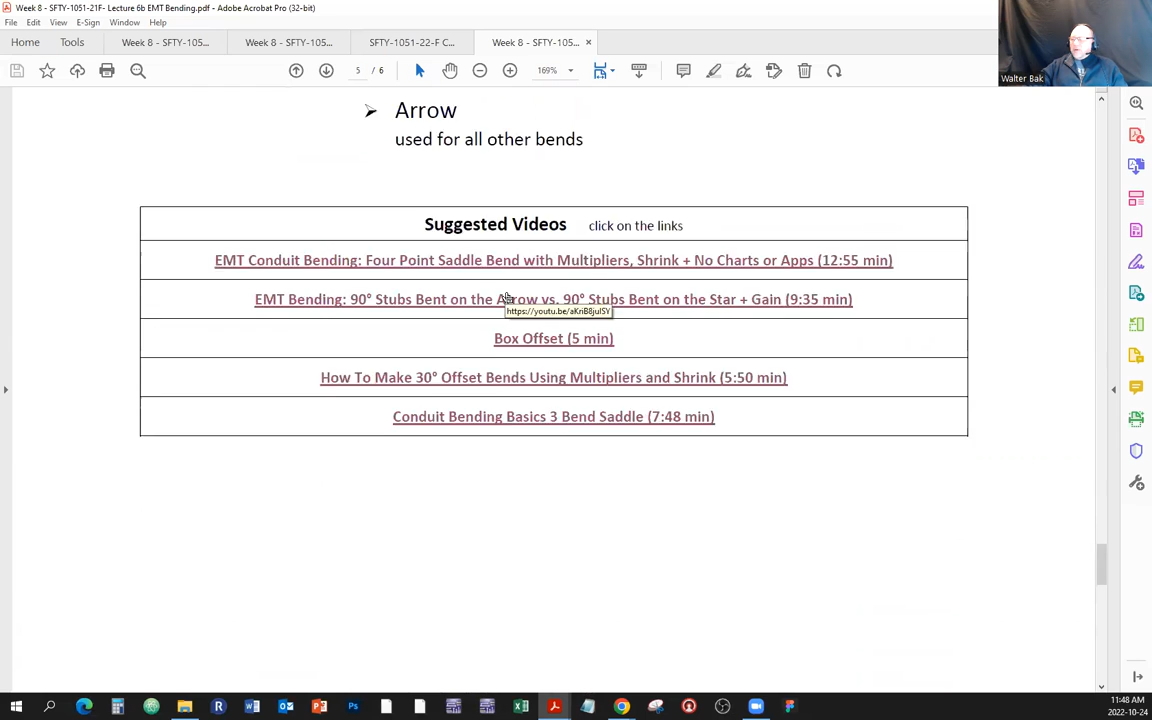 Week 8 - SFTY-1051-21F- Lecture 6b EMT Bending.pdf - Adobe Acrobat Pro (32-bit)
File Edit View E-Sign Window Help
Home Tools Week 8 - SFTY-105... Week 8 - SFTY-105... SFTY-1051-22-F C... Week 8 - SFTY-105... ×
5 / 6 169%
Walter Bak
➢ Arrow
used for all other bends
Suggested Videos click on the links
EMT Conduit Bending: Four Point Saddle Bend with Multipliers, Shrink + No Charts or Apps (12:55 min)
EMT Bending: 90° Stubs Bent on the Arrow vs. 90° Stubs Bent on the Star + Gain (9:35 min)
Box Offset (5 min)
How To Make 30° Offset Bends Using Multipliers and Shrink (5:50 min)
Conduit Bending Basics 3 Bend Saddle (7:48 min)
11:48 AM
2022-10-24